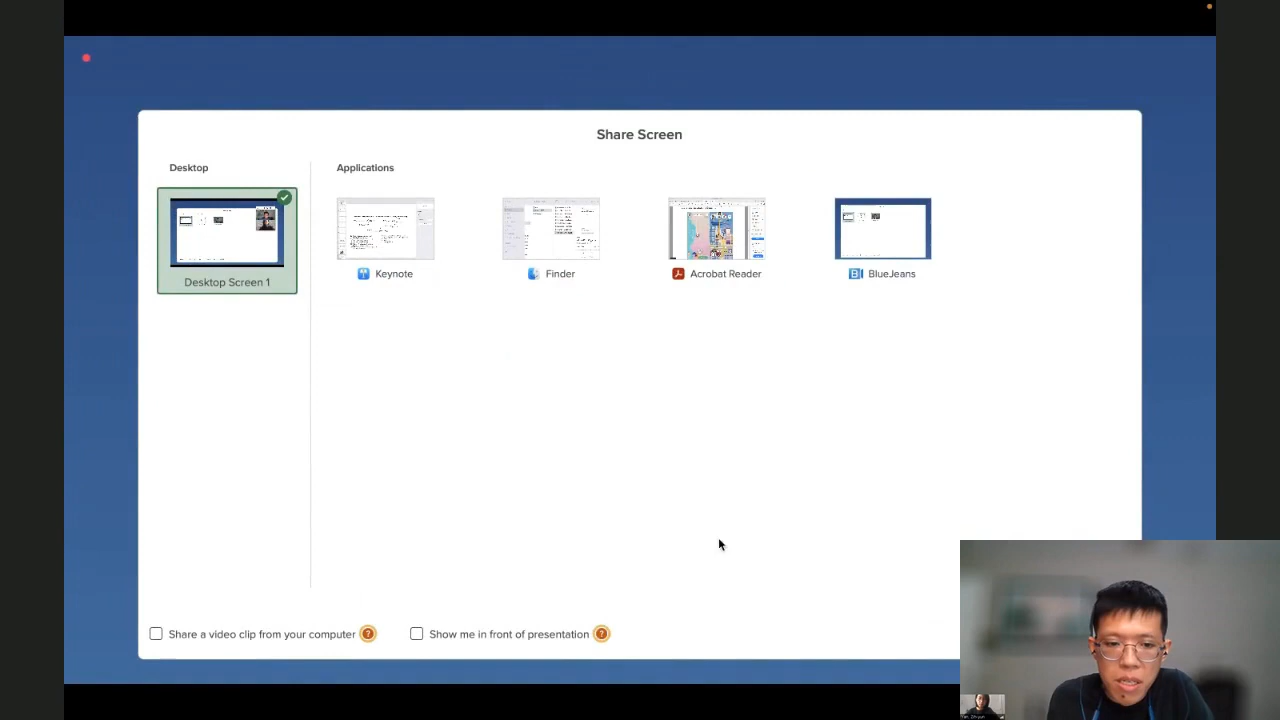 Share Screen
Desktop
Applications
Desktop Screen 1
Keynote
Finder
Acrobat Reader
BlueJeans
Share a video clip from your computer ?
Show me in front of presentation ?